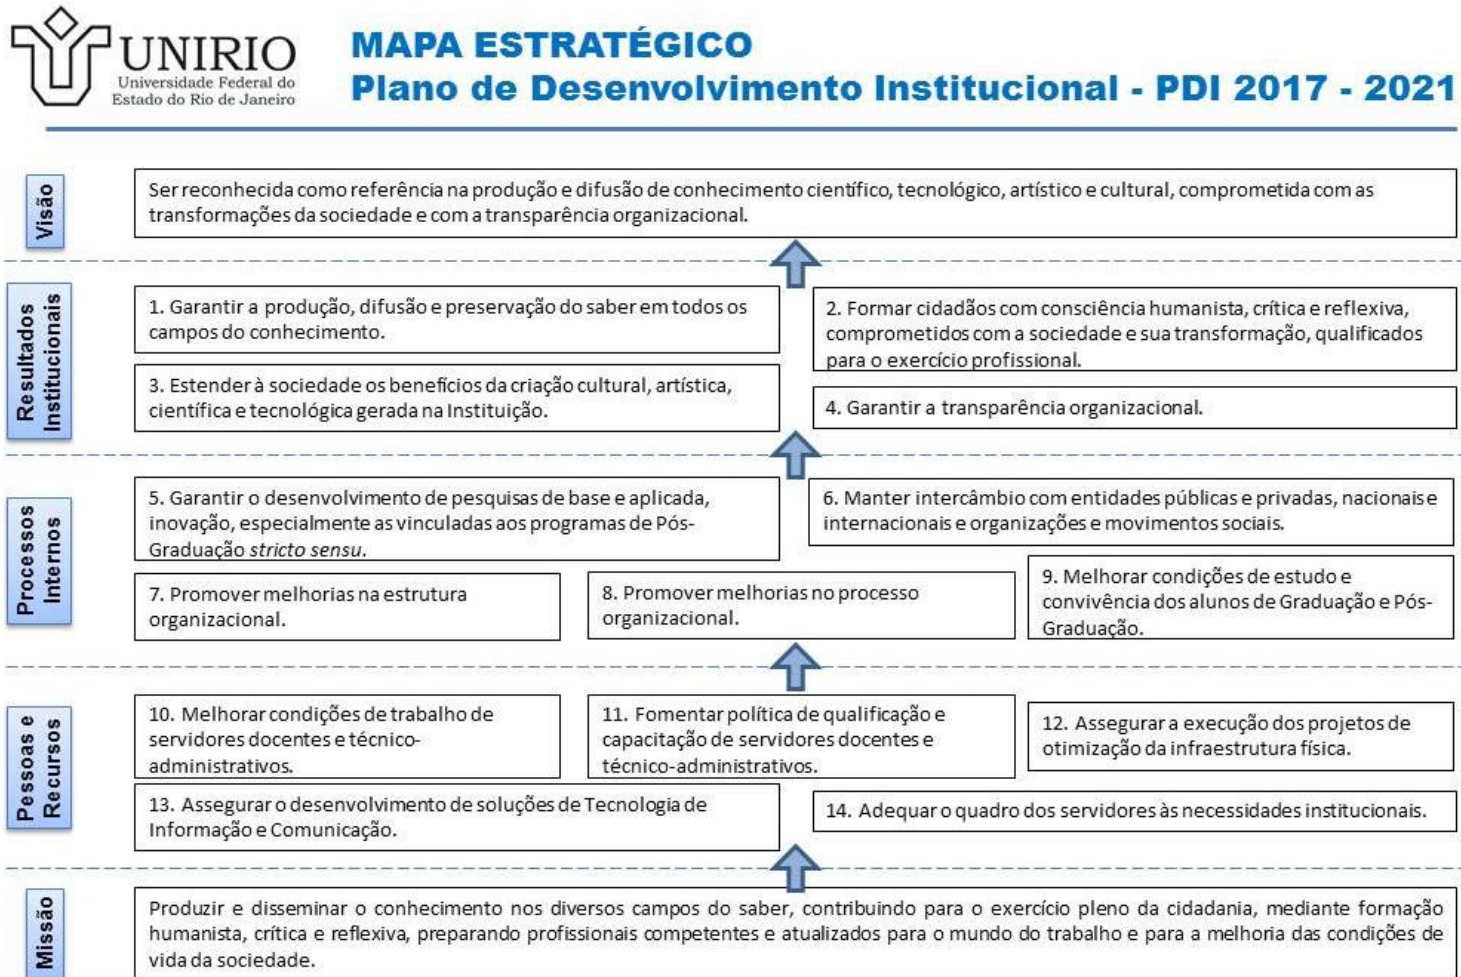 UNIRIO
Universidade Federal do
Estado do Rio de Janeiro
MAPA ESTRATÉGICO
Plano de Desenvolvimento Institucional - PDI 2017 - 2021
Visão
Ser reconhecida como referência na produção e difusão de conhecimento científico, tecnológico, artístico e cultural, comprometida com as
transformações da sociedade e com a transparência organizacional.
Resultados
Institucionais
1. Garantir a produção, difusão e preservação do saber em todos os
campos do conhecimento.
2. Formar cidadãos com consciência humanista, crítica e reflexiva,
comprometidos com a sociedade e sua transformação, qualificados
para o exercício profissional.
3. Estender à sociedade os benefícios da criação cultural, artística,
científica e tecnológica gerada na Instituição.
4. Garantir a transparência organizacional.
Processos
Internos
5. Garantir o desenvolvimento de pesquisas de base e aplicada,
inovação, especialmente as vinculadas aos programas de Pós-
Graduação stricto sensu.
6. Manter intercâmbio com entidades públicas e privadas, nacionais e
internacionais e organizações e movimentos sociais.
7. Promover melhorias na estrutura
organizacional.
8. Promover melhorias no processo
organizacional.
9. Melhorar condições de estudo e
convivência dos alunos de Graduação e Pós-
Graduação.
Pessoas e
Recursos
10. Melhorar condições de trabalho de
servidores docentes e técnico-
administrativos.
11. Fomentar política de qualificação e
capacitação de servidores docentes e
técnico-administrativos.
12. Assegurar a execução dos projetos de
otimização da infraestrutura física.
13. Assegurar o desenvolvimento de soluções de Tecnologia de
Informação e Comunicação.
14. Adequar o quadro dos servidores às necessidades institucionais.
Missão
Produzir e disseminar o conhecimento nos diversos campos do saber, contribuindo para o exercício pleno da cidadania, mediante formação
humanista, crítica e reflexiva, preparando profissionais competentes e atualizados para o mundo do trabalho e para a melhoria das condições de
vida da sociedade.